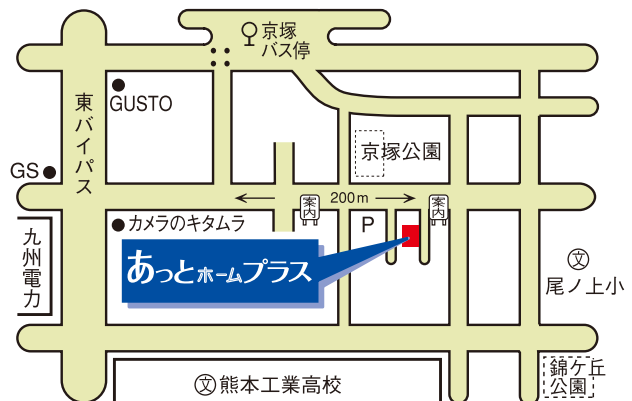 京塚
バス停
東バイパス
GUSTO
京塚公園
GS
200m
案内
案内
カメラのキタムラ
P
九州電力
あっとホームプラス
文
尾ノ上小
文熊本工業高校
錦ケ丘
公園